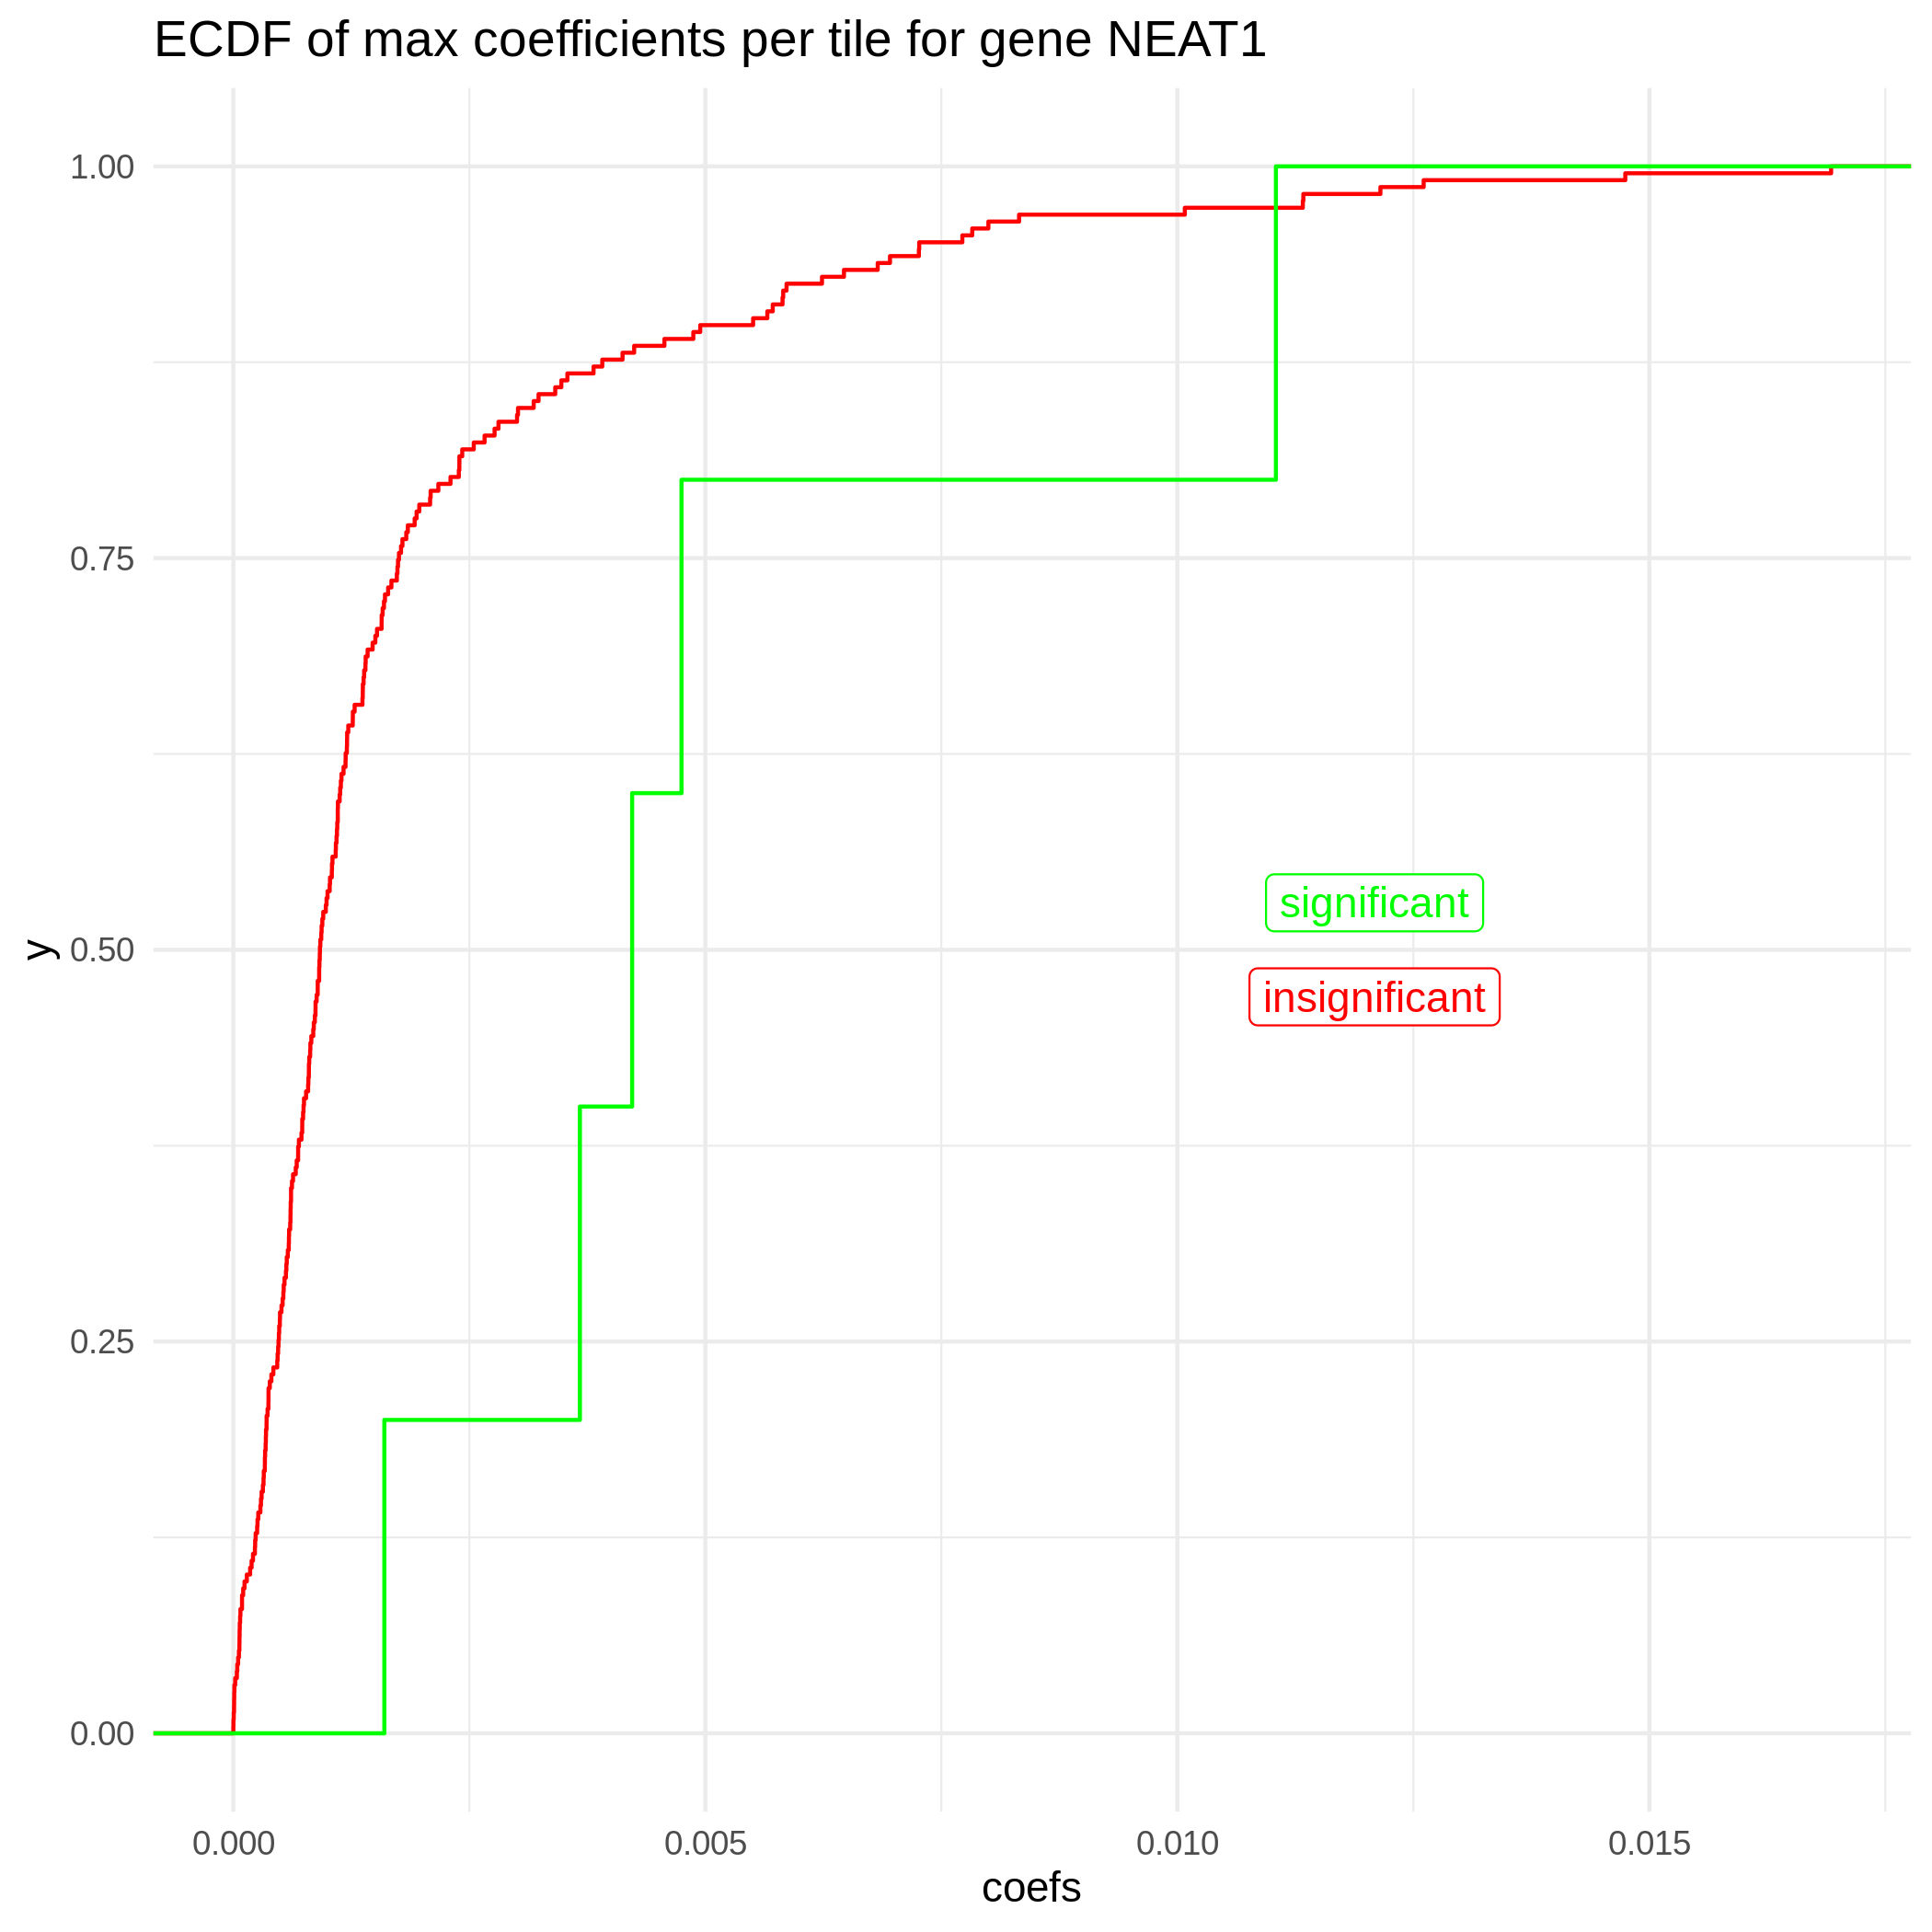 ECDF of max coefficients per tile for gene NEAT1
1.00
0.75
0.50
0.25
0.00
y
significant
insignificant
0.000 0.005 0.010 0.015
coefs